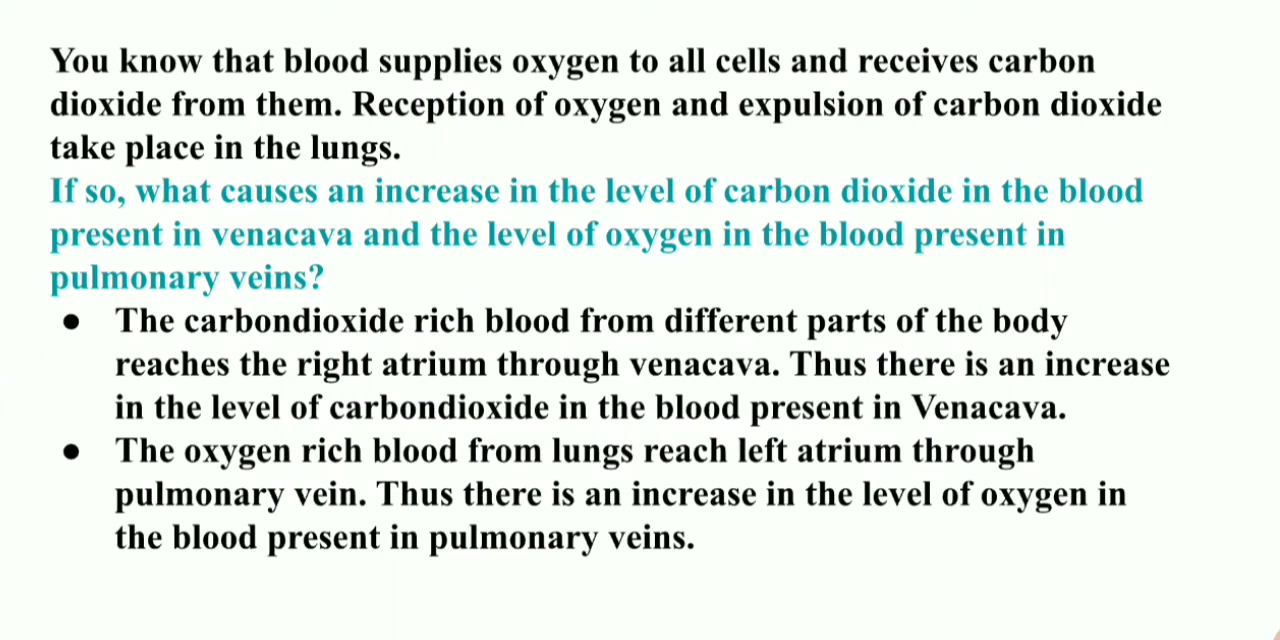 You know that blood supplies oxygen to all cells and receives carbon
dioxide from them. Reception of oxygen and expulsion of carbon dioxide
take place in the lungs.
If so, what causes an increase in the level of carbon dioxide in the blood
present in venacava and the level of oxygen in the blood present in
pulmonary veins?
● The carbondioxide rich blood from different parts of the body
reaches the right atrium through venacava. Thus there is an increase
in the level of carbondioxide in the blood present in Venacava.
● The oxygen rich blood from lungs reach left atrium through
pulmonary vein. Thus there is an increase in the level of oxygen in
the blood present in pulmonary veins.